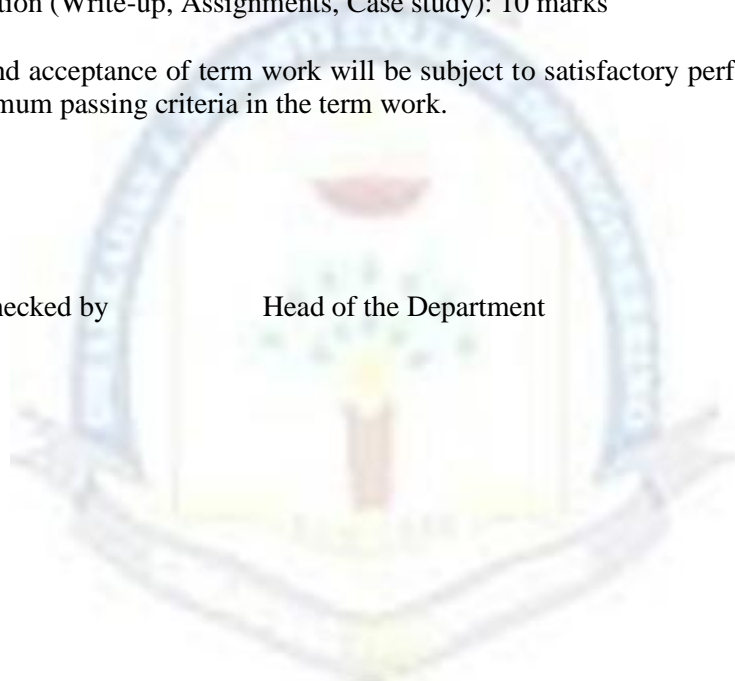 tion (Write-up, Assignments, Case study): 10 marks
nd acceptance of term work will be subject to satisfactory perf
mum passing criteria in the term work.
hecked by Head of the Department